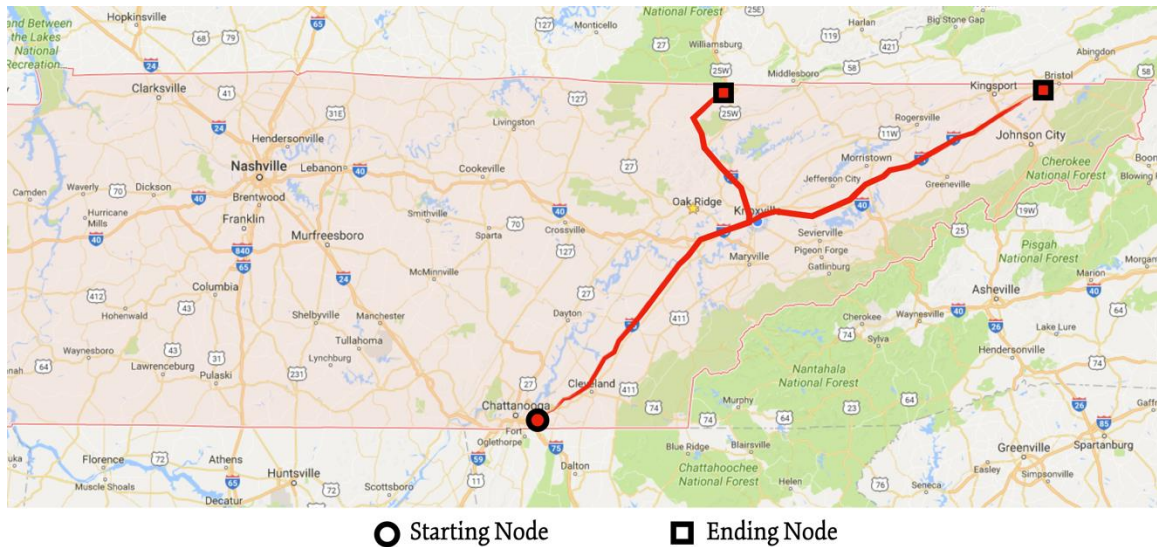 Hopkinsville
Monticello
Big Stone Gap
and Between
the Lakes
National
Recreation
National Forest
Williamsburg
Harlan
Abingdon
Middlesboro
Bristol
Clarksville
Kingsport
Livingston
Rogersville
Hendersonville
Johnson City
Nashville
Lebanon
Cookeville
Morristown
Cherokee
National Forest
Boon
Blowing R
Camden
Waverly
Dickson
Brentwood
Jefferson City
Greeneville
Oak Ridge
Knoxville
Hurricane
Mills
Franklin
Smithville
Crossville
Sevierville
Murfreesboro
Sparta
Pigeon Forge
Maryville
Gatlinburg
Pisgah
National Forest
McMinnville
Marion
Morgan
Columbia
Asheville
Hohenwald
Shelbyville
Manchester
Dayton
Cherokee
Waynesville
Sylva
Lake Lure
Tullahoma
Hendersonville
Waynesboro
Lawrenceburg
Lynchburg
Pulaski
Nantahala
National Forest
Cleveland
Chattanooga
Murphy
Fort
Oglethorpe
Blue Ridge
Blairsville
Greenville
Spartanburg
Gaff
Florence
Athens
Dalton
Chattahoochee
National Forest
Easley
Simpsonville
Muscle Shoals
Huntsville
Scottsboro
Helen
Seneca
Decatur
Starting Node
Ending Node